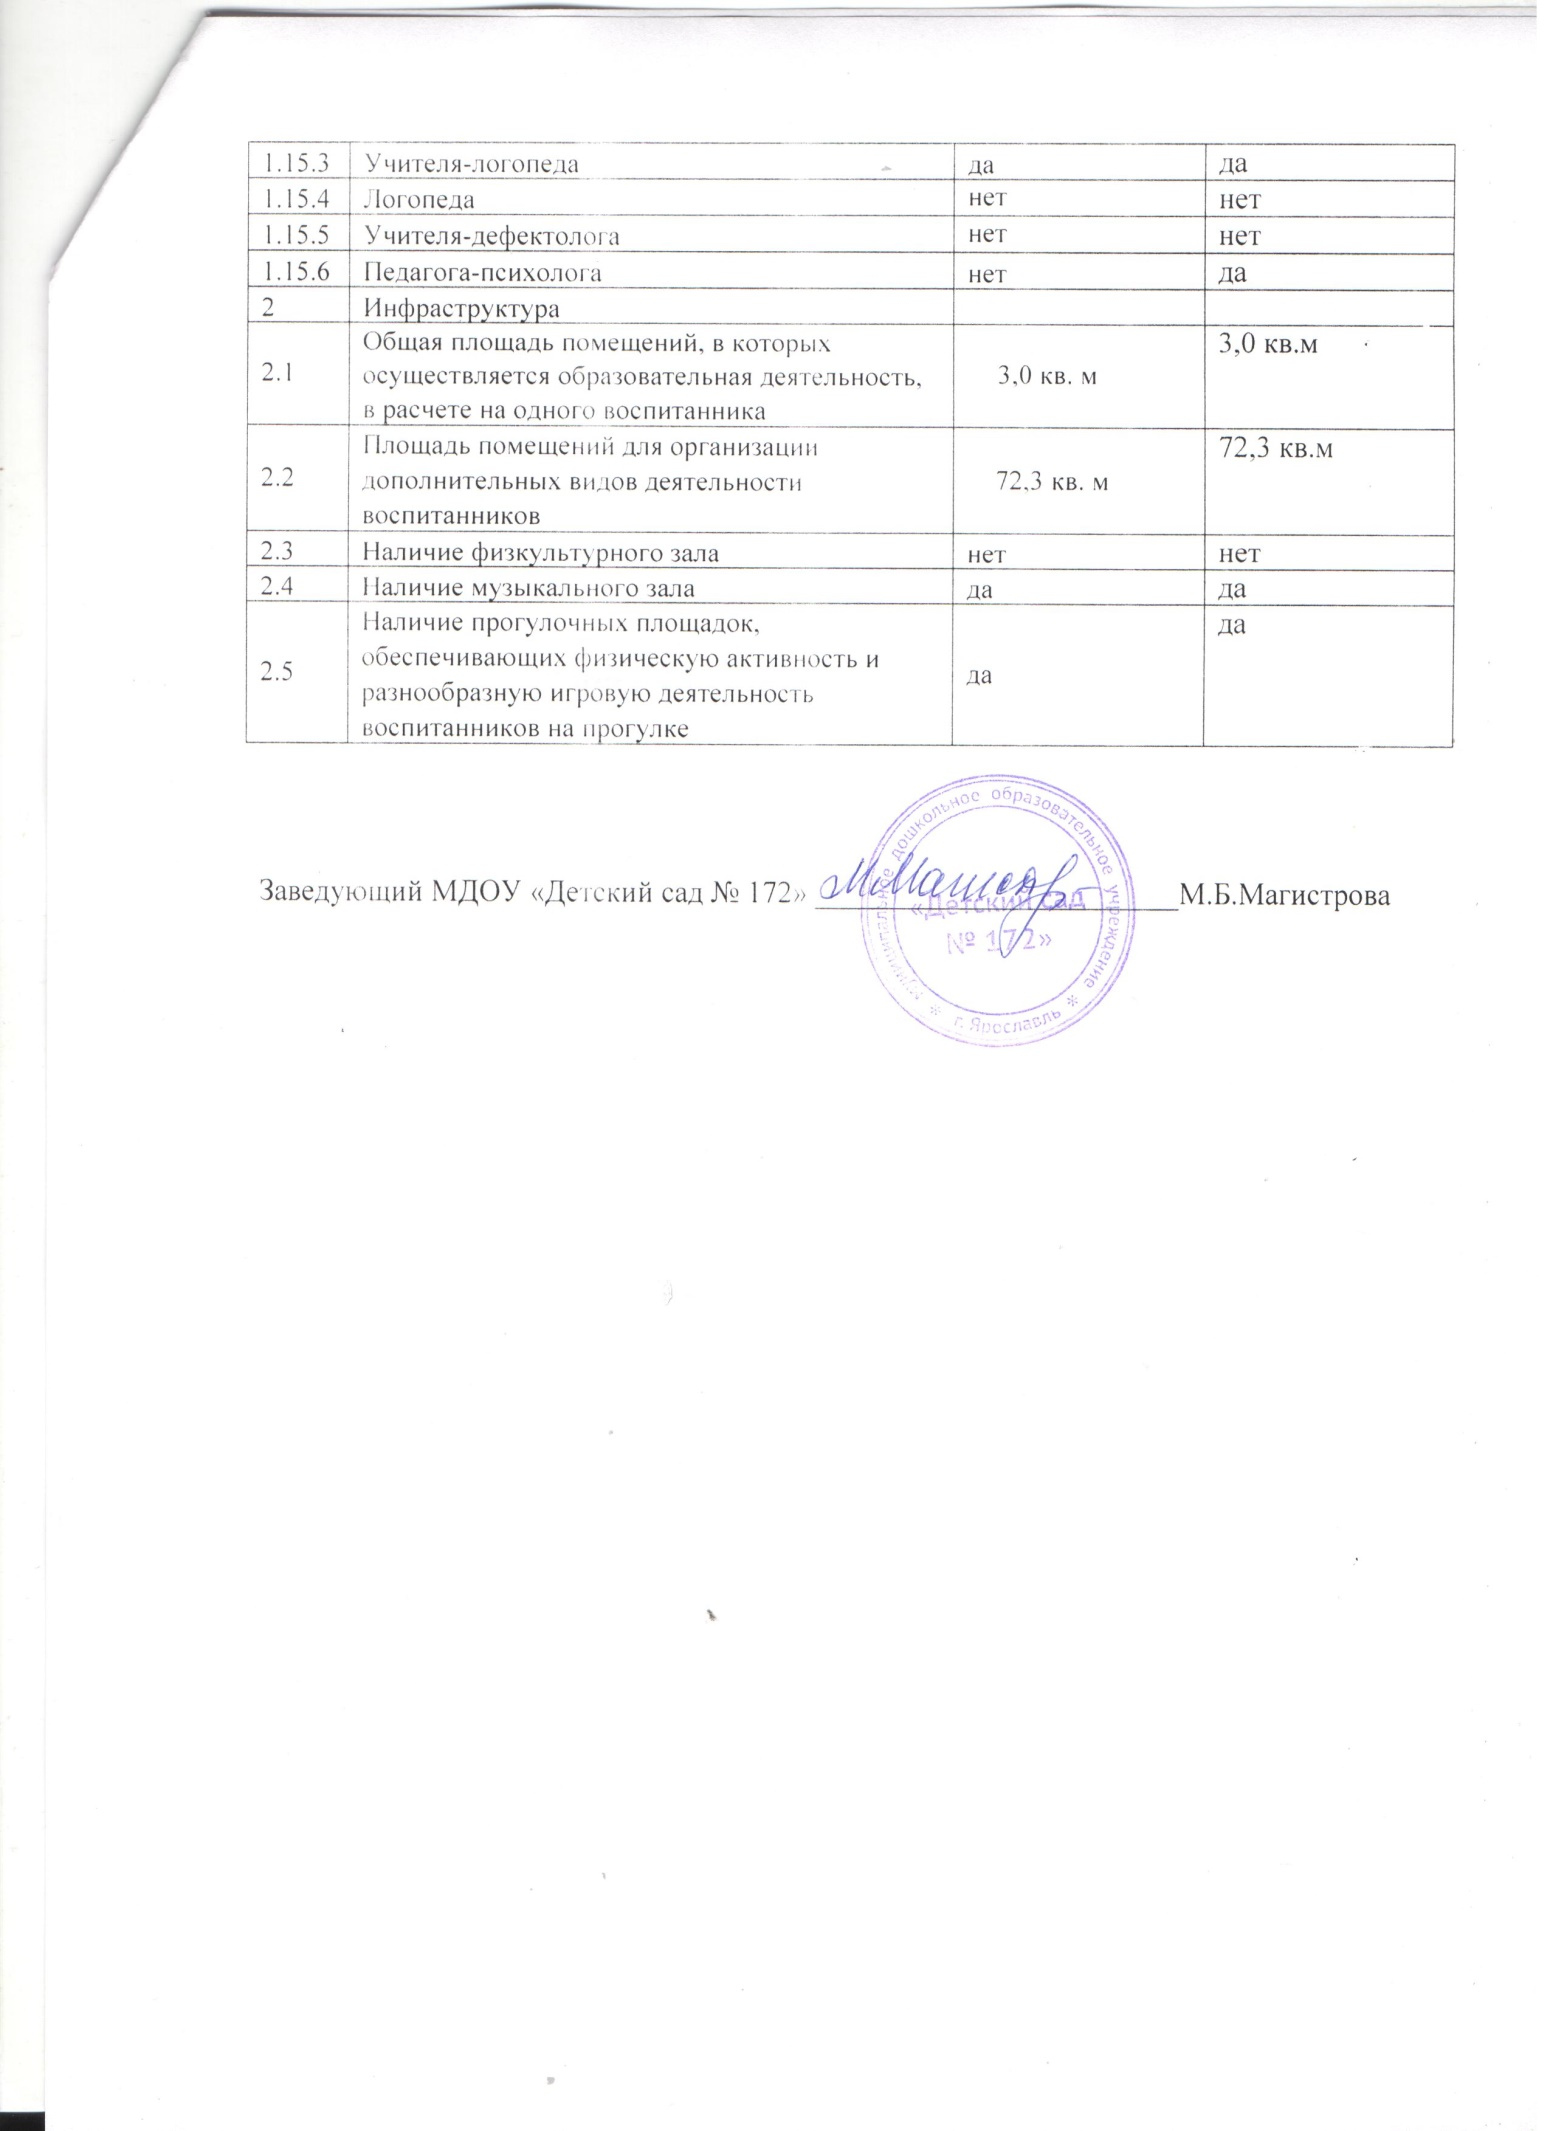 1.15.3 Учителя-логопеда да да
1.15.4 Логопеда нет нет
1.15.5 Учителя-дефектолога нет нет
1.15.6 Педагога-психолога нет да
2 Инфраструктура
2.1 Общая площадь помещений, в которых
осуществляется образовательная деятельность,
в расчете на одного воспитанника
3,0 кв. м
3,0 кв.м
2.2 Площадь помещений для организации
дополнительных видов деятельности
воспитанников
72,3 кв. м
72,3 кв.м
2.3 Наличие физкультурного зала нет нет
2.4 Наличие музыкального зала да да
2.5 Наличие прогулочных площадок,
обеспечивающих физическую активность и
разнообразную игровую деятельность
воспитанников на прогулке
да
да
Заведующий МДОУ «Детский сад № 172» М.Б.Магистрова
муниципальное дошкольное образовательное учреждение
* г. Ярославль *
«Детский сад
№ 172»